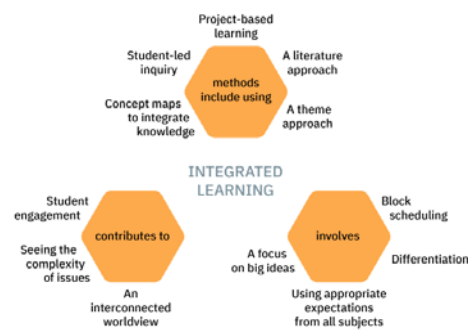 Project-based
learning
Student-led
inquiry
A literature
approach
methods
include using
Concept maps
to integrate
knowledge
A theme
approach
INTEGRATED
LEARNING
Student
engagement
contributes to
Seeing the
complexity
of issues
An
interconnected
worldview
Block
scheduling
involves
A focus
on big ideas
Differentiation
Using appropriate
expectations
from all subjects